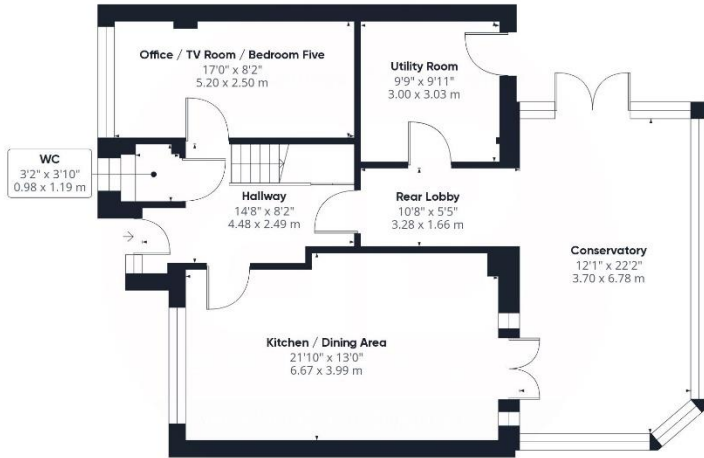 Office / TV Room / Bedroom Five
17'0" x 8'2"
5.20 x 2.50 m
Utility Room
9'9" x 9'11"
3.00 x 3.03 m
WC
3'2" x 3'10"
0.98 x 1.19 m
Hallway
14'8" x 8'2"
4.48 x 2.49 m
Rear Lobby
10'8" x 5'5"
3.28 x 1.66 m
Conservatory
12'1" x 22'2"
3.70 x 6.78 m
Kitchen / Dining Area
21'10" x 13'0"
6.67 x 3.99 m